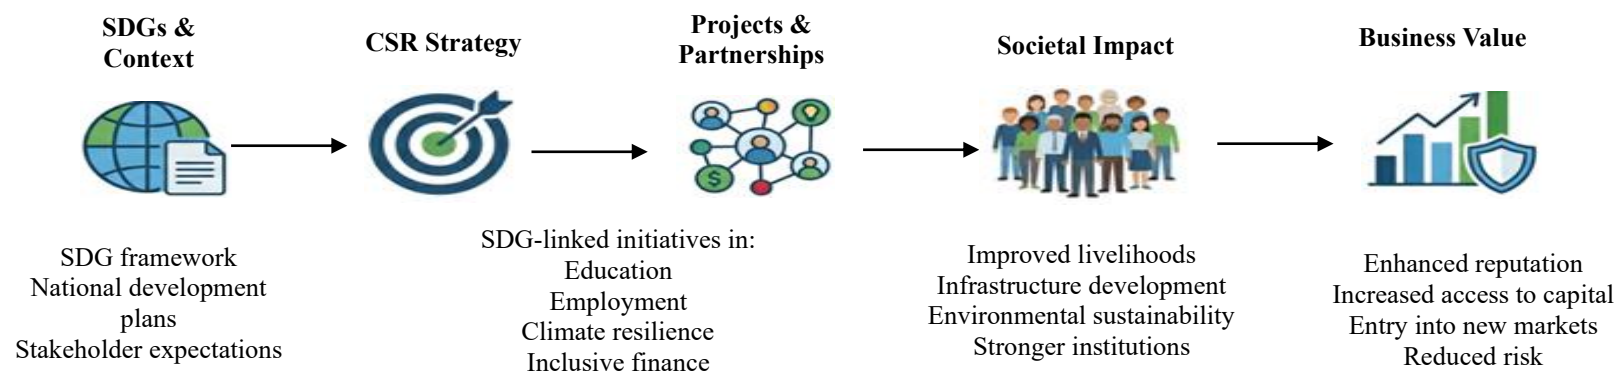 SDGs &
Context
CSR Strategy
Projects &
Partnerships
Societal Impact
Business Value
$
SDG framework
National development
plans
Stakeholder expectations
SDG-linked initiatives in:
Education
Employment
Climate resilience
Inclusive finance
Improved livelihoods
Infrastructure development
Environmental sustainability
Stronger institutions
Enhanced reputation
Increased access to capital
Entry into new markets
Reduced risk